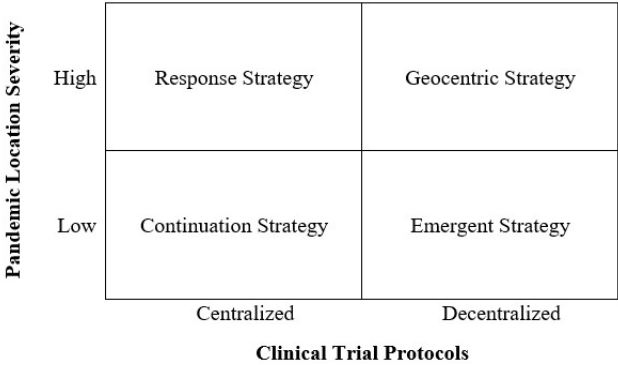 Pandemic Location Severity
High
Response Strategy
Geocentric Strategy
Low
Continuation Strategy
Emergent Strategy
Centralized
Decentralized
Clinical Trial Protocols